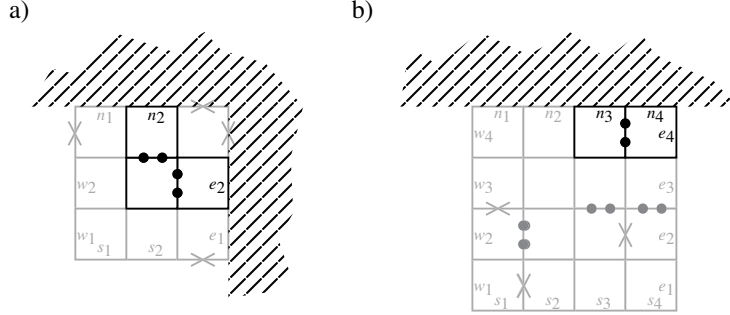 a)
b)
n1 n2
w2 e2
w1 s1 s2 e1
n1 n2 n3 n4
w4 e4
w3 e3
w2 e2
w1 s1 s2 s3 s4 e1